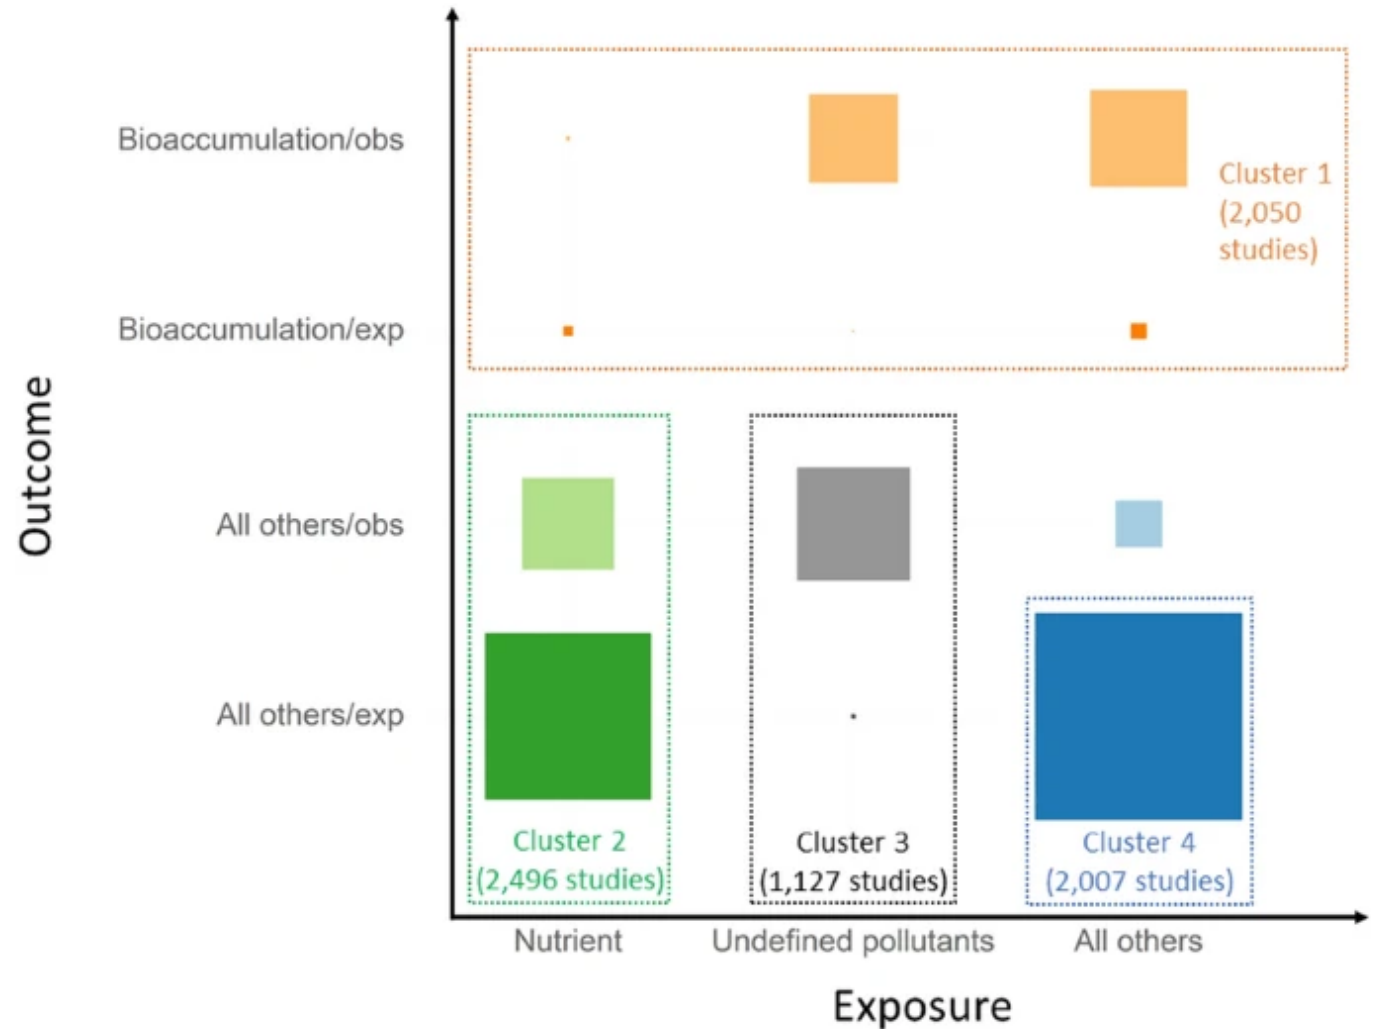 Bioaccumulation/obs
Cluster 1
(2,050
studies)
Bioaccumulation/exp
Outcome
All others/obs
All others/exp
Cluster 2
(2,496 studies)
Cluster 3
(1,127 studies)
Cluster 4
(2,007 studies)
Nutrient
Undefined pollutants
All others
Exposure